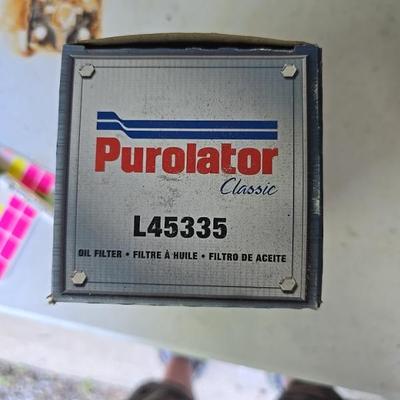 Purolator
Classic
L45335
OIL FILTER • FILTRE À HUILE • FILTRO DE ACEITE